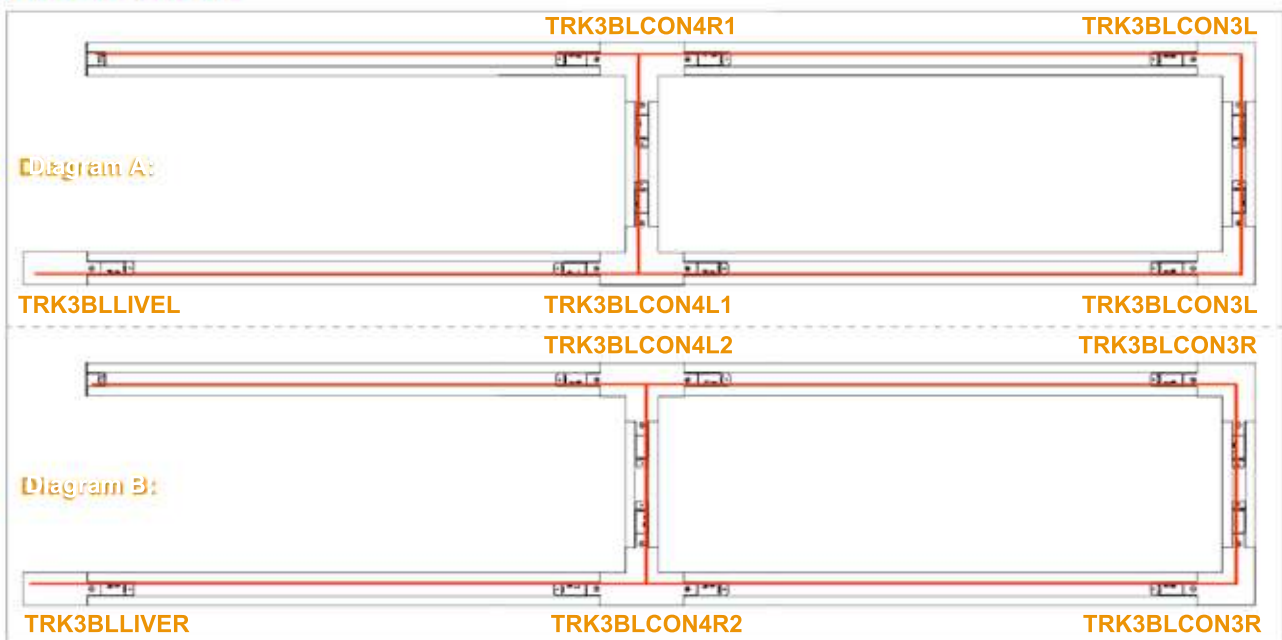 TRK3BLCON4R1 TRK3BLCON3L
Diagram A:
TRK3BLLIVEL TRK3BLCON4L1 TRK3BLCON3L
TRK3BLCON4L2 TRK3BLCON3R
Diagram B:
TRK3BLLIVER TRK3BLCON4R2 TRK3BLCON3R